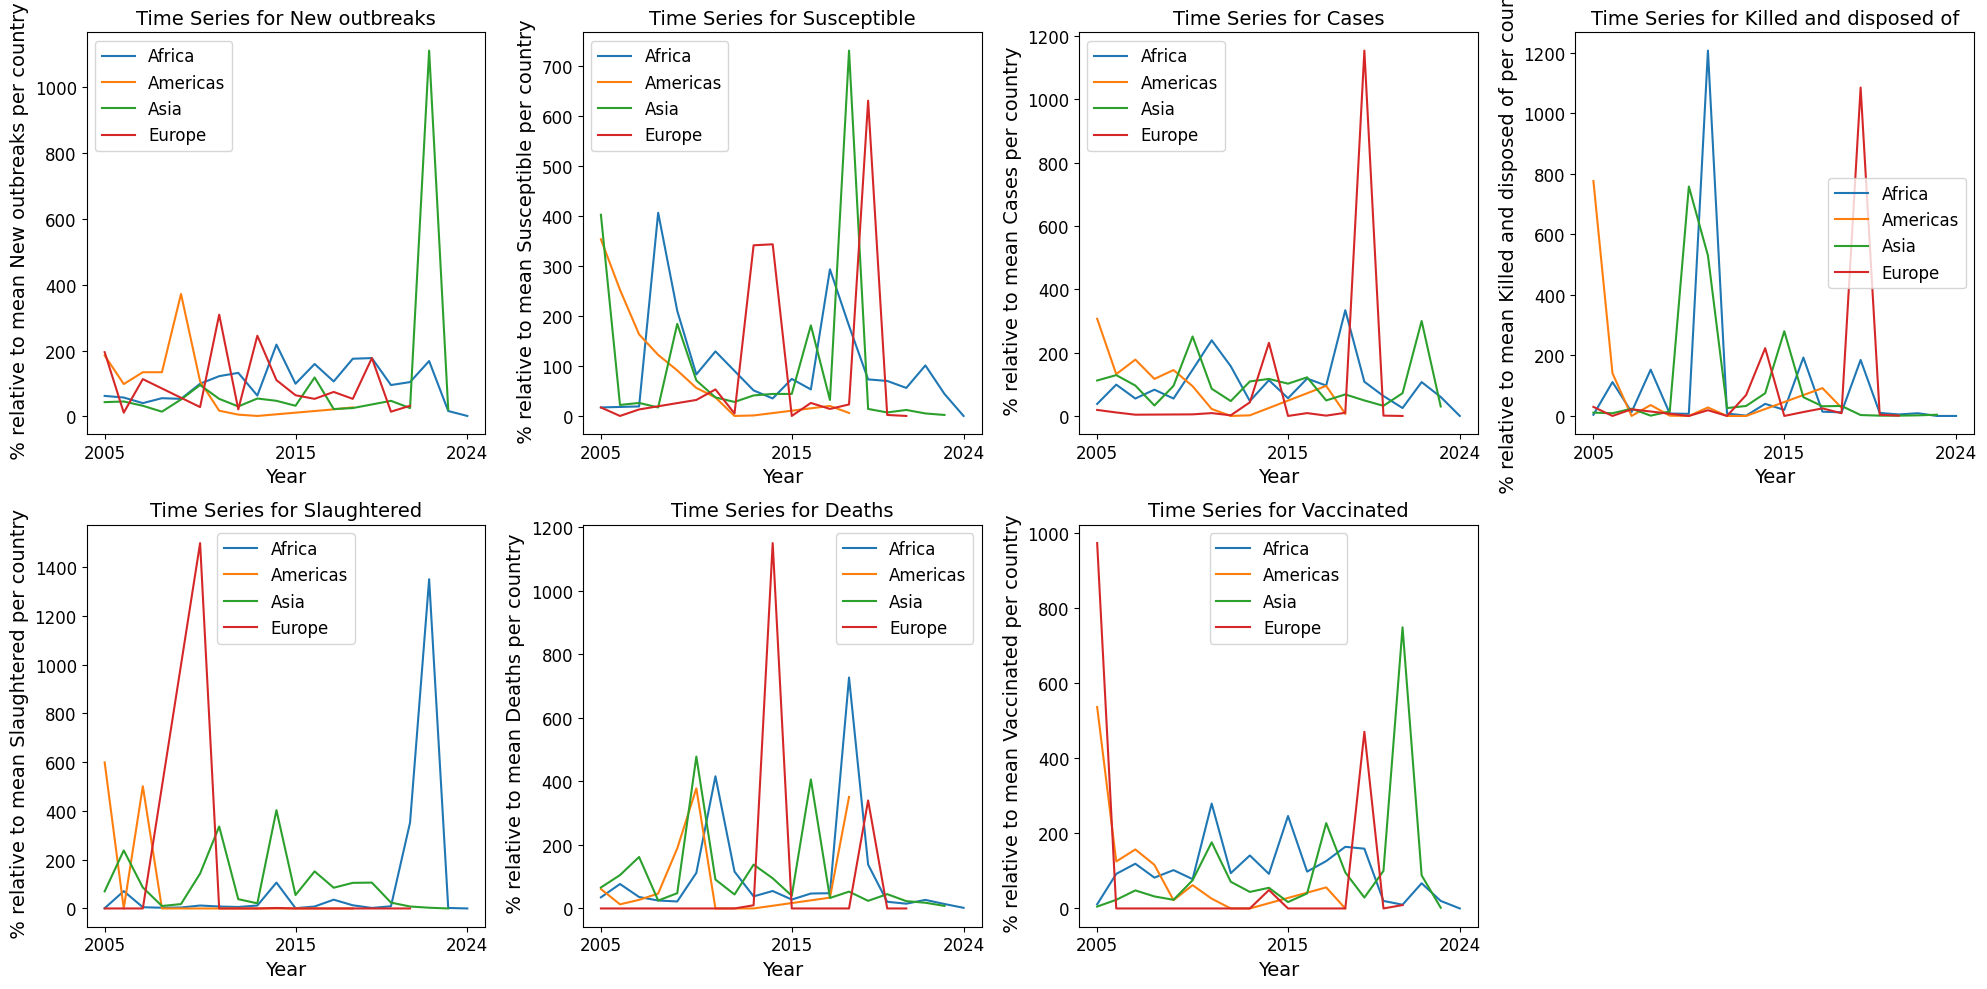 Time Series for New outbreaks
% relative to mean New outbreaks per country
1000
800
600
400
200
0
Africa
Americas
Asia
Europe
2005
2015
2024
Year
Time Series for Susceptible
% relative to mean Susceptible per country
700
600
500
400
300
200
100
0
Africa
Americas
Asia
Europe
2005
2015
2024
Year
Time Series for Cases
% relative to mean Cases per country
1200
1000
800
600
400
200
0
Africa
Americas
Asia
Europe
2005
2015
2024
Year
Time Series for Killed and disposed of
% relative to mean Killed and disposed of per coun
1200
1000
800
600
400
200
0
Africa
Americas
Asia
Europe
2005
2015
2024
Year
Time Series for Slaughtered
% relative to mean Slaughtered per country
1400
1200
1000
800
600
400
200
0
Africa
Americas
Asia
Europe
2005
2015
2024
Year
Time Series for Deaths
% relative to mean Deaths per country
1200
1000
800
600
400
200
0
Africa
Americas
Asia
Europe
2005
2015
2024
Year
Time Series for Vaccinated
% relative to mean Vaccinated per country
1000
800
600
400
200
0
Africa
Americas
Asia
Europe
2005
2015
2024
Year